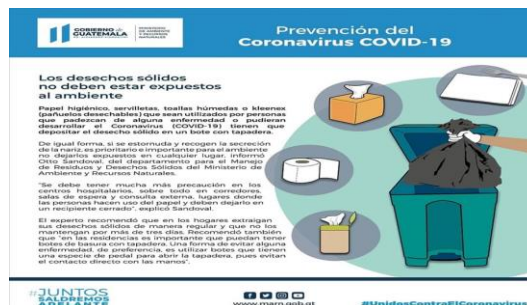 GOBIERNO de
GUATEMALA
MINISTERIO
DE AMBIENTE
Y RECURSOS
NATURALES
Prevención del
Coronavirus COVID-19
Los desechos sólidos
no deben estar expuestos
al ambiente
Papel higiénico, servilletas, toallas húmedas o kleenex
(pañuelos desechables) que sean utilizados por personas
que padezcan de alguna enfermedad o pudieran
desarrollar el Coronavirus (COVID-19) tienen que
depositar el desecho sólido en un bote con tapadera.
De igual forma, si se estornuda y recogen la secreción
de la nariz, es prioritario e importante para el ambiente
no dejarlos expuestos en cualquier lugar, informó
Otto Sandoval, del departamento para el Manejo
de Residuos y Desechos Sólidos del Ministerio de
Ambiente y Recursos Naturales.
"Se debe tener mucha más precaución en los
centros hospitalarios, sobre todo en corredores,
salas de espera y consulta externa, lugares donde
las personas hacen uso del papel y deben dejarlo en
un recipiente cerrado", explicó Sandoval.
El experto recomendó que en los hogares extraigan
sus desechos sólidos de manera regular y que no los
mantengan por más de tres días. Recomendó también
que "en las residencias es importante que puedan tener
botes de basura con tapadera. Una forma de evitar alguna
enfermedad, de preferencia, es utilizar botes que tienen
una especie de pedal para abrir la tapadera, pues evitan
el contacto directo con las manos".
#JUNTOS
SALDREMOS
ADELANTE
www.marn.gob.gt
#UnidosContraElCoronavirus